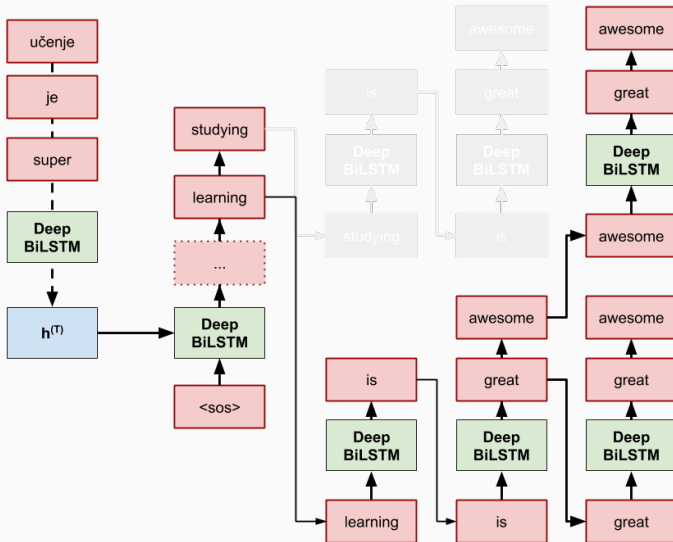 učenje
je
super
Deep
BiLSTM
h(T)
studying
learning
...
Deep
BiLSTM
<sos>
is
Deep
BiLSTM
studying
awesome
great
Deep
BiLSTM
is
awesome
great
Deep
BiLSTM
awesome
is
Deep
BiLSTM
learning
awesome
great
Deep
BiLSTM
is
awesome
great
Deep
BiLSTM
great